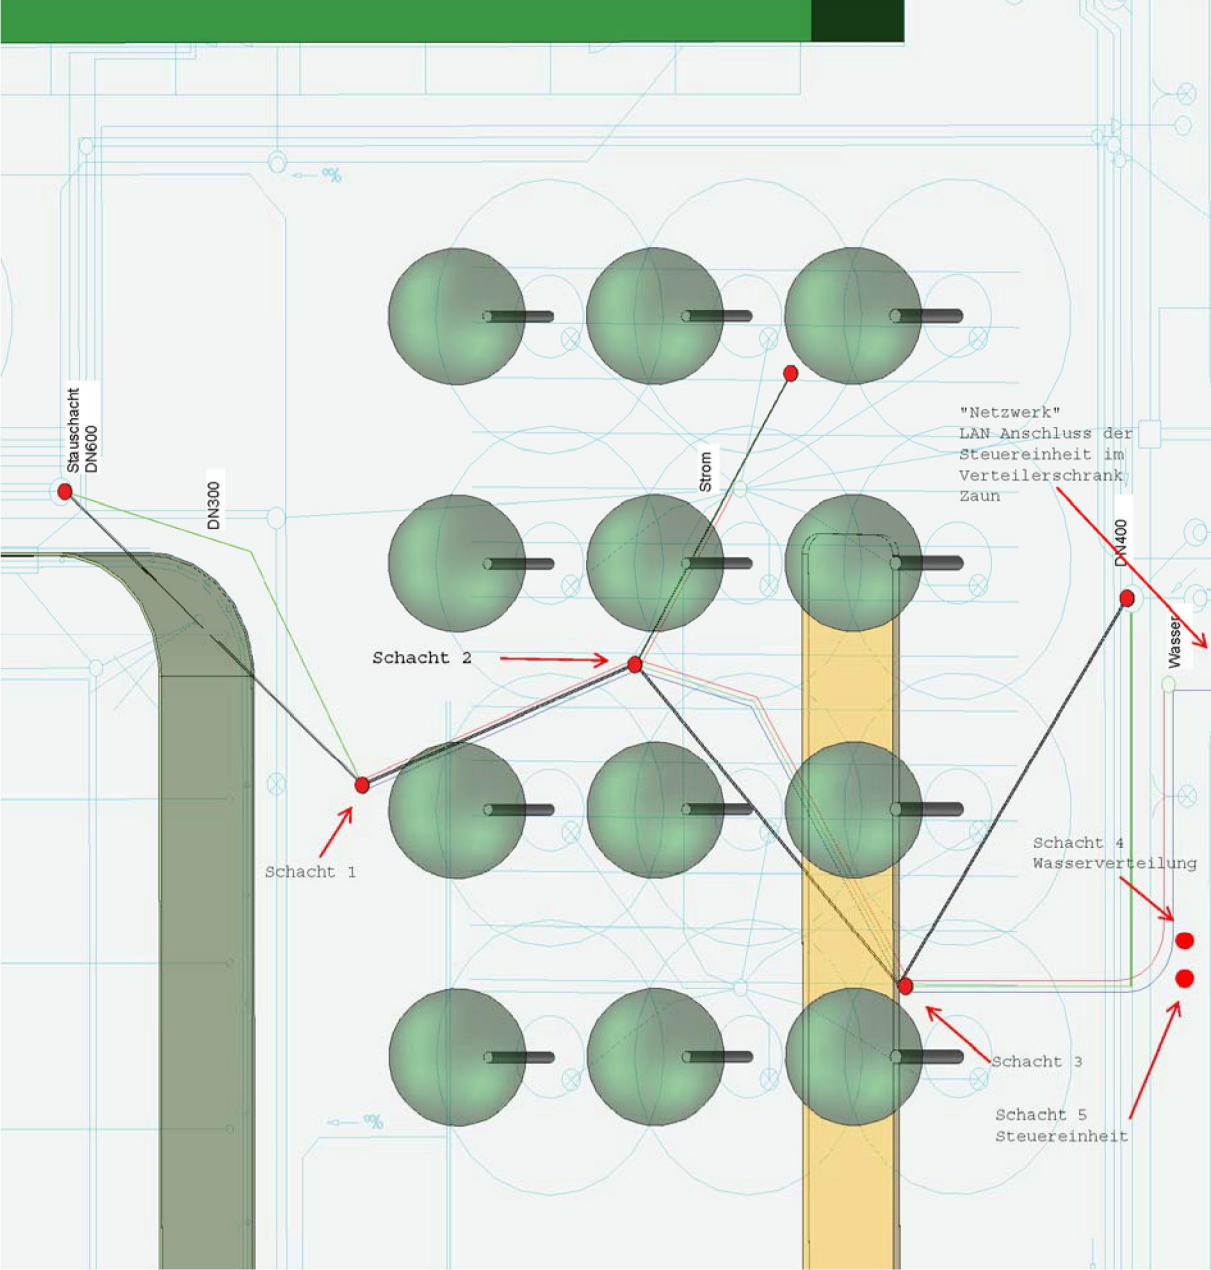 %
Stauschacht
DN600
DN300
Strom
"Netzwerk"
LAN Anschluss der
Steuereinheit im
Verteilerschrank
Zaun
DN400
Wasser
Schacht 2
Schacht 1
Schacht 4
Wasserverteilung
Schacht 3
Schacht 5
Steuereinheit
%